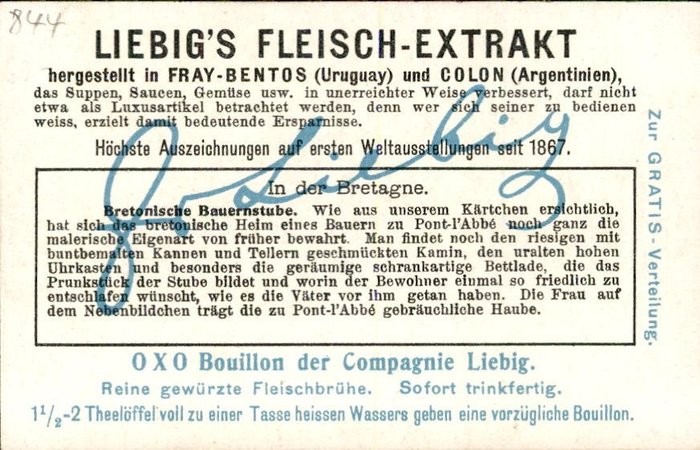 844
LIEBIG'S FLEISCH-EXTRAKT
hergestellt in FRAY-BENTOS (Uruguay) und COLON (Argentinien),
das Suppen, Saucen, Gemüse usw. in unerreichter Weise verbessert, darf nicht
etwa als Luxusartikel betrachtet werden, denn wer sich seiner zu bedienen
weiss, erzielt damit bedeutende Ersparnisse.
Höchste Auszeichnungen auf ersten Weltausstellungen seit 1867.
J v Liebig
In der Bretagne.
Bretonische Bauernstube. Wie aus unserem Kärtchen ersichtlich,
hat sich das bretonische Heim eines Bauern zu Pont-l'Abbé noch ganz die
malerische Eigenart von früher bewahrt. Man findet noch den riesigen mit
buntbemalten Kannen und Tellern geschmückten Kamin, den uralten hohen
Uhrkasten und besonders die geräumige schrankartige Bettlade, die das
Prunkstück der Stube bildet und worin der Bewohner einmal so friedlich zu
entschlafen wünscht, wie es die Väter vor ihm getan haben. Die Frau auf
dem Nebenbildchen trägt die zu Pont-l'Abbé gebräuchliche Haube.
Zur GRATIS-Verteilung.
OXO Bouillon der Compagnie Liebig.
Reine gewürzte Fleischbrühe. Sofort trinkfertig.
1 1/2-2 Theelöffel voll zu einer Tasse heissen Wassers geben eine vorzügliche Bouillon.